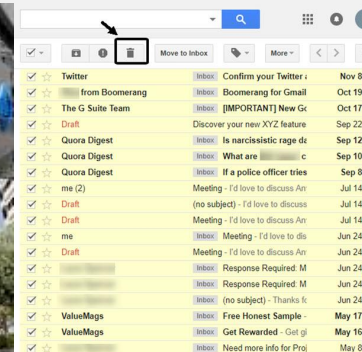 Move to Inbox More
Twitter Inbox Confirm your Twitter Nov 8
from Boomerang Inbox Boomerang for Gmail Oct 19
The G Suite Team Inbox [IMPORTANT] New Oct 17
Draft Discover your new XYZ feature Sep 22
Quora Digest Inbox Is narcissistic rage Sep 12
Quora Digest Inbox What are Sep 10
Quora Digest Inbox If a police officer tries Sep 8
me (2) Meeting - I'd love to discuss Jul 14
Draft (no subject) - I'd love to discuss Jul 14
Draft Meeting - I'd love to discuss Jul 14
me Inbox Meeting - I'd love to Jun 24
Draft Meeting - I'd love to discuss Jun 24
Inbox Response Required: M Jun 24
Inbox Response Required: M Jun 24
Inbox (no subject) - Thanks Jun 24
ValueMags Inbox Free Honest Sample - May 17
ValueMags Inbox Get Rewarded - Get May 16
Inbox Need more info for May 8